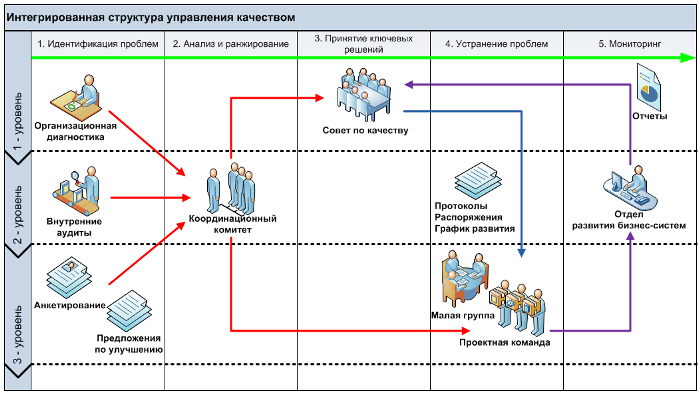 Интегрированная структура управления качеством
1. Идентификация проблем
2. Анализ и ранжирование
3. Принятие ключевых
решений
4. Устранение проблем
5. Мониторинг
1 - уровень
Организационная
диагностика
Совет по качеству
Отчеты
2 - уровень
Внутренние
аудиты
Координационный
комитет
Протоколы
Распоряжения
График развития
Отдел
развития бизнес-систем
3 - уровень
Анкетирование
Предложения
по улучшению
Малая группа
Проектная команда